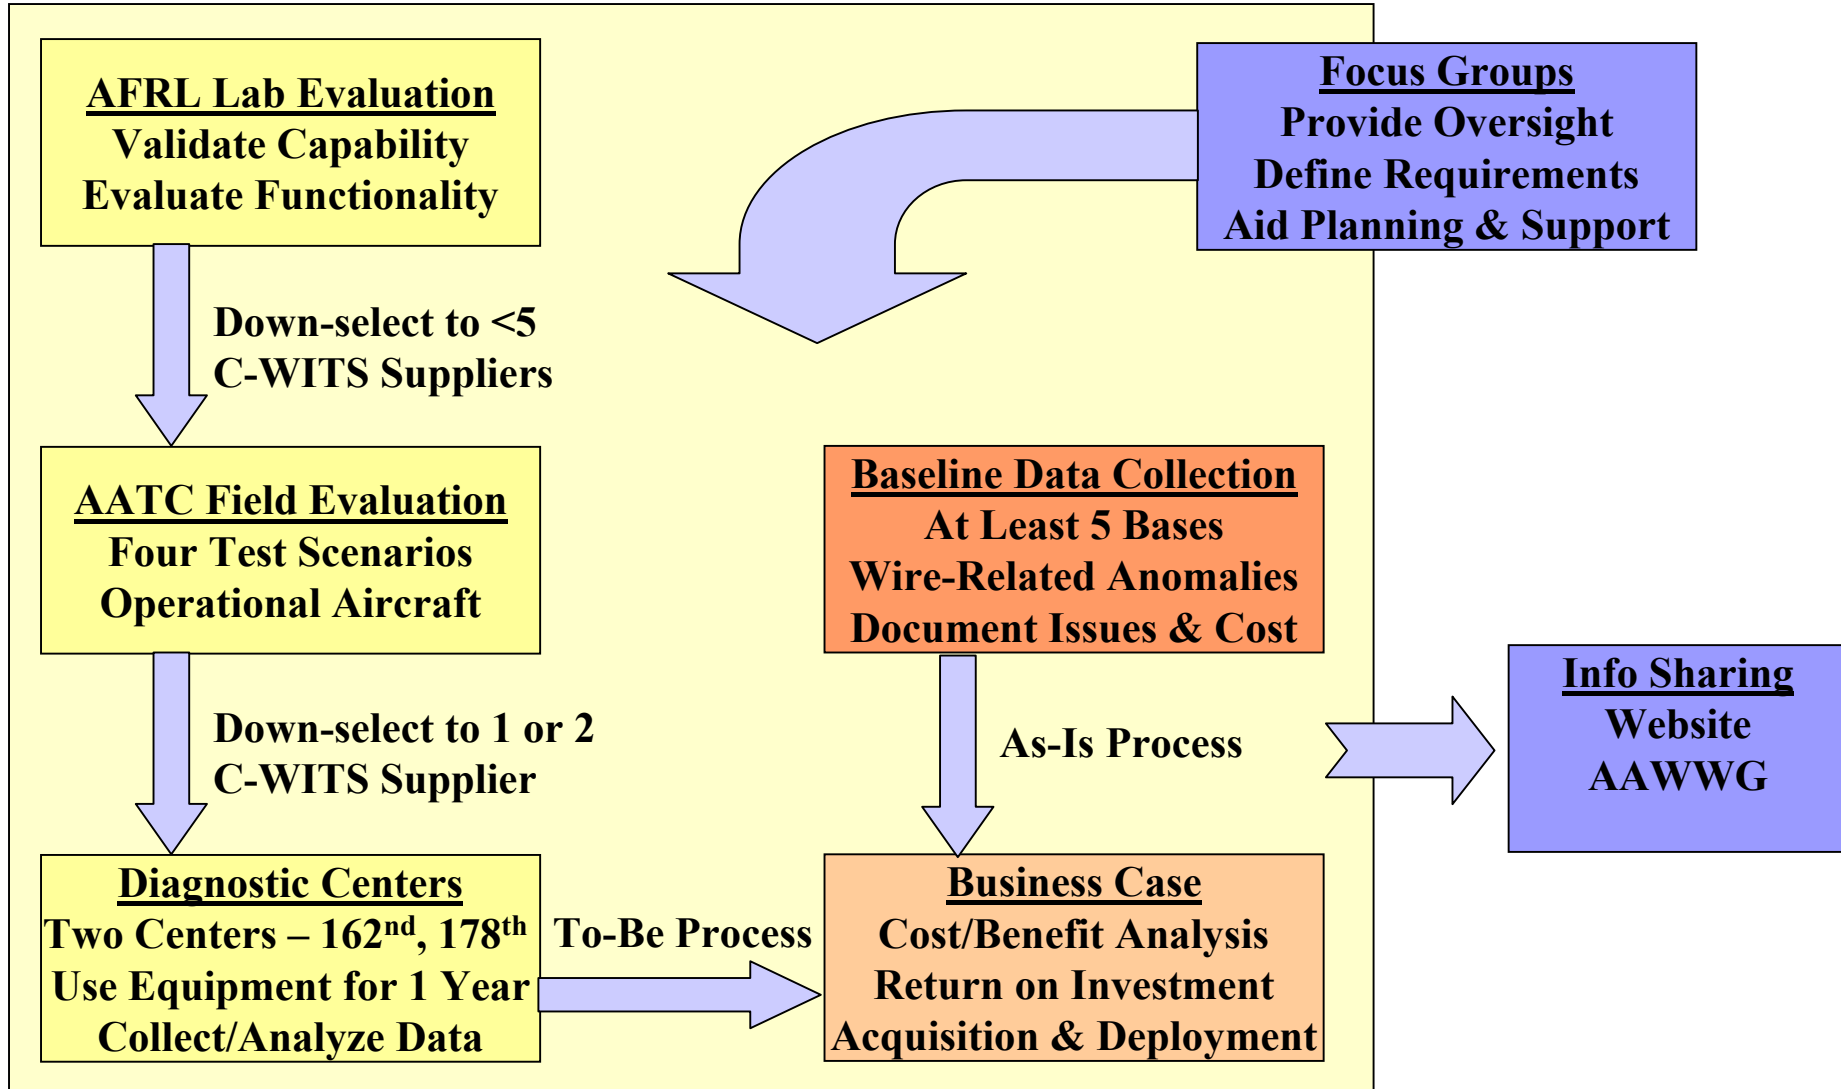 AFRL Lab Evaluation
Validate Capability
Evaluate Functionality
Focus Groups
Provide Oversight
Define Requirements
Aid Planning & Support
Down-select to <5
C-WITS Suppliers
AATC Field Evaluation
Four Test Scenarios
Operational Aircraft
Baseline Data Collection
At Least 5 Bases
Wire-Related Anomalies
Document Issues & Cost
Down-select to 1 or 2
C-WITS Supplier
As-Is Process
Info Sharing
Website
AAWWG
Diagnostic Centers
Two Centers – 162nd, 178th
Use Equipment for 1 Year
Collect/Analyze Data
To-Be Process
Business Case
Cost/Benefit Analysis
Return on Investment
Acquisition & Deployment